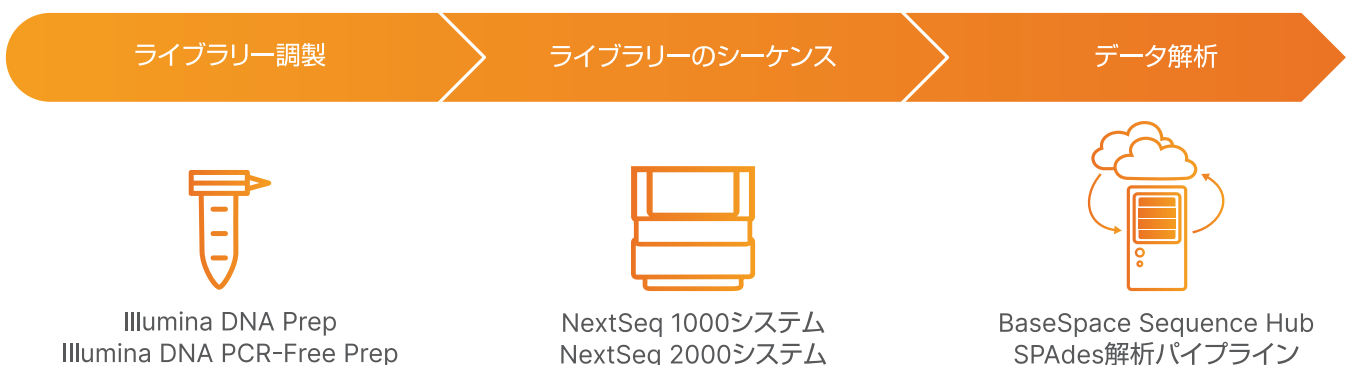 ライブラリー調製
ライブラリーのシーケンス
データ解析
Illumina DNA Prep
Illumina DNA PCR-Free Prep
NextSeq 1000システム
NextSeq 2000システム
BaseSpace Sequence Hub
SPAdes解析パイプライン